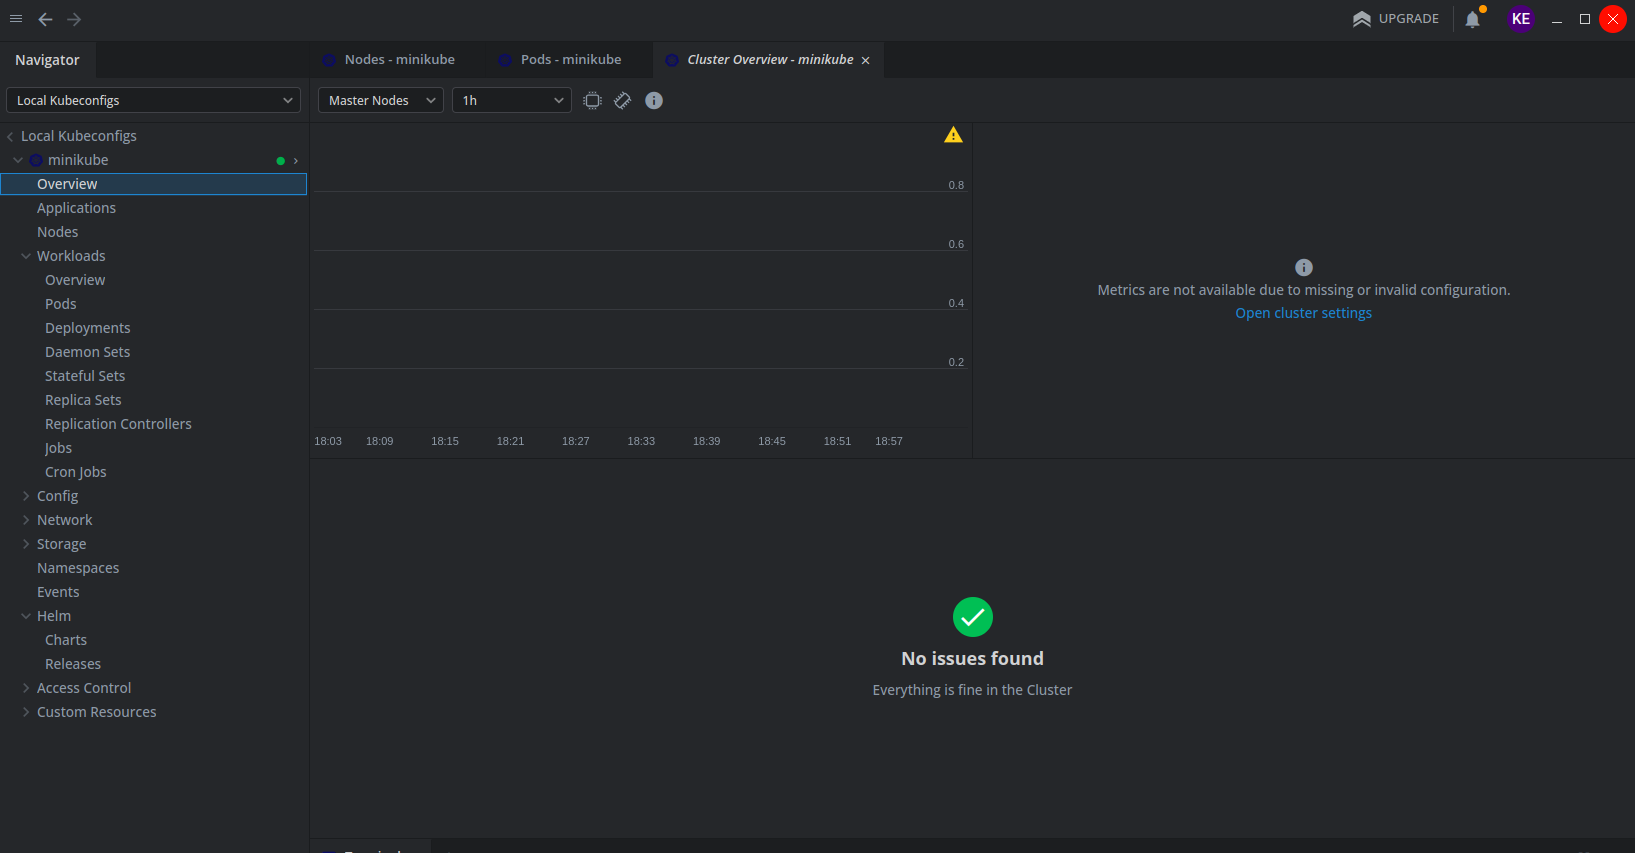 UPGRADE
KE
Navigator
Nodes - minikube
Pods - minikube
Cluster Overview - minikube
Local Kubeconfigs
Master Nodes
1h
Local Kubeconfigs
minikube
Overview
Applications
Nodes
Workloads
Overview
Pods
Deployments
Daemon Sets
Stateful Sets
Replica Sets
Replication Controllers
Jobs
Cron Jobs
Config
Network
Storage
Namespaces
Events
Helm
Charts
Releases
Access Control
Custom Resources
0.8
0.6
0.4
0.2
18:03 18:09 18:15 18:21 18:27 18:33 18:39 18:45 18:51 18:57
Metrics are not available due to missing or invalid configuration.
Open cluster settings
No issues found
Everything is fine in the Cluster